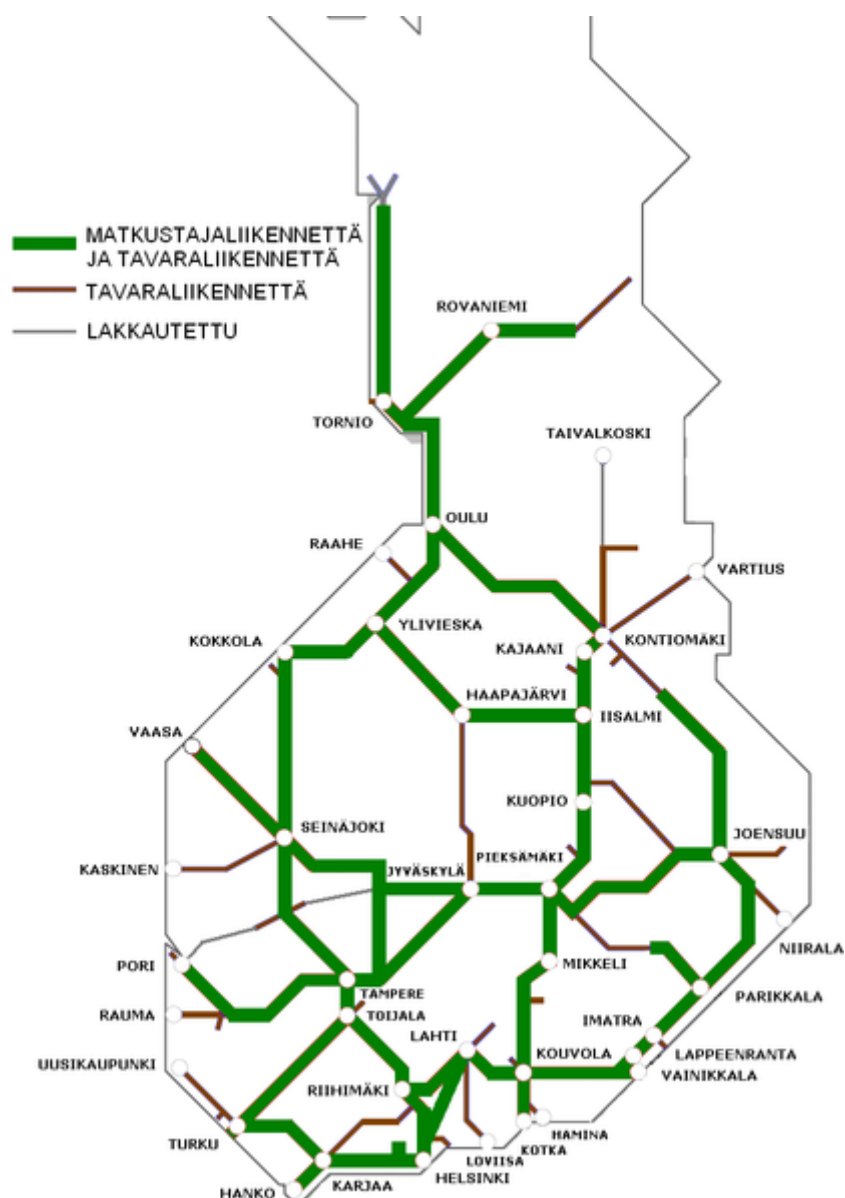 MATKUSTAJALIIKENNETTÄ
JA TAVARALIIKENNETTÄ
TAVARALIIKENNETTÄ
LAKKAUTETTU
ROVANIEMI
TORNIO
TAIVALKOSKI
OULU
RAAHE
VARTIUS
YLIVIESKA
KOKKOLA
KAJAANI
KONTIOMÄKI
HAAPAJÄRVI
IISALMI
VAASA
KUOPIO
SEINÄJOKI
JOENSUU
KASKINEN
JYVÄSKYLÄ
PIEKSÄMÄKI
NIIRALA
PORI
MIKKELI
TAMPERE
PARIKKALA
RAUMA
TOIJALA
IMATRA
LAHTI
UUSIKAUPUNKI
KOUVOLA
LAPPEENRANTA
VAINIKKALA
RIIHIMÄKI
TURKU
HAMINA
LOVIISA
KOTKA
HELSINKI
KARJAA
HANKO